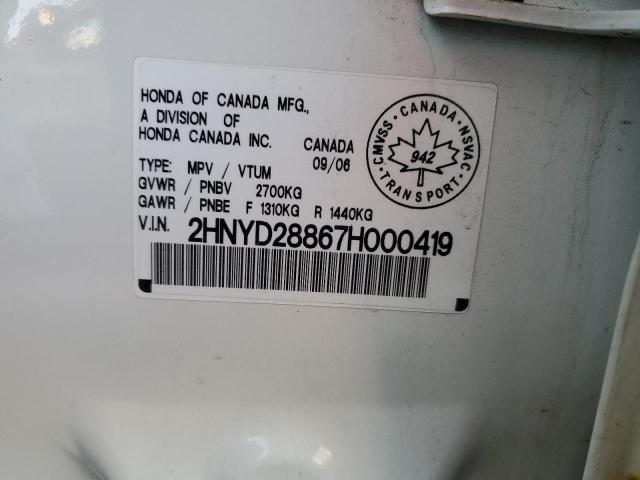 HONDA OF CANADA MFG.,
A DIVISION OF
HONDA CANADA INC. CANADA
09/06
TYPE: MPV / VTUM
GVWR / PNBV 2700KG
GAWR / PNBE F 1310KG R 1440KG
V.I.N. 2HNYD28867H000419
CMVSS • CANADA • NSVAC
942
TRANSPORT